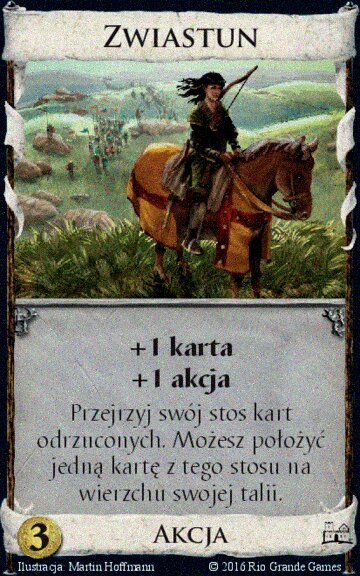 Zwiastun
+1 karta
+1 akcja
Przejrzyj swój stos kart
odrzuconych. Możesz położyć
jedną kartę z tego stosu na
wierzchu swojej talii.
3
Akcja
Ilustracja: Martin Hoffmann
© 2016 Rio Grande Games